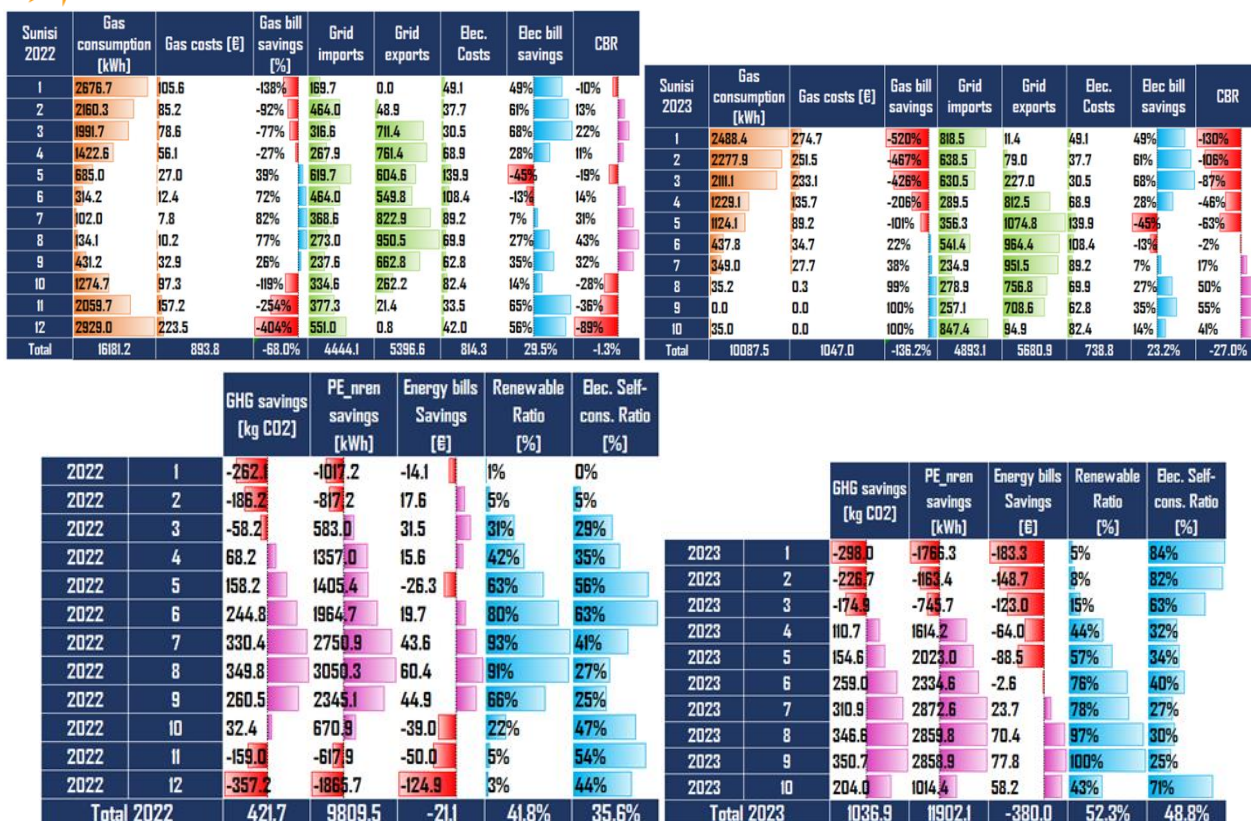 Sunisi 2022 Gas consumption [kWh] Gas costs [€] Gas bill savings [%] Grid imports Grid exports Elec. Costs Elec bill savings CBR
1 2676.7 105.6 -138% 169.7 0.0 49.1 49% -10%
2 2160.3 85.2 -92% 464.0 48.9 37.7 61% 13%
3 1991.7 78.6 -77% 316.6 711.4 30.5 68% 22%
4 1422.6 56.1 -27% 267.9 761.4 68.9 28% 11%
5 685.0 27.0 39% 619.7 604.6 139.9 -45% -19%
6 314.2 12.4 72% 464.0 549.8 108.4 -13% 14%
7 102.0 7.8 82% 368.6 822.9 89.2 7% 31%
8 134.1 10.2 77% 273.0 950.5 69.9 27% 43%
9 431.2 32.9 26% 237.6 662.8 62.8 35% 32%
10 1274.7 97.3 -119% 334.6 262.2 82.4 14% -28%
11 2059.7 157.2 -254% 377.3 21.4 33.5 65% -36%
12 2929.0 223.5 -404% 551.0 0.8 42.0 56% -89%
Total 16181.2 893.8 -68.0% 4444.1 5396.6 814.3 29.5% -1.3%
Sunisi 2023 Gas consumption [kWh] Gas costs [€] Gas bill savings Grid imports Grid exports Elec. Costs Elec bill savings CBR
1 2488.4 274.7 -520% 818.5 11.4 49.1 49% -130%
2 2277.9 251.5 -467% 638.5 79.0 37.7 61% -106%
3 2111.1 233.1 -426% 630.5 227.0 30.5 68% -87%
4 1229.1 135.7 -206% 289.5 812.5 68.9 28% -46%
5 1124.1 89.2 -101% 356.3 1074.8 139.9 -45% -63%
6 437.8 34.7 22% 541.4 964.4 108.4 -13% -2%
7 349.0 27.7 38% 234.9 951.5 89.2 7% 17%
8 35.2 0.3 99% 278.9 756.8 69.9 27% 50%
9 0.0 0.0 100% 257.1 708.6 62.8 35% 55%
10 35.0 0.0 100% 847.4 94.9 82.4 14% 41%
Total 10087.5 1047.0 -136.2% 4893.1 5680.9 738.8 23.2% -27.0%
GHG savings [kg CO2] PE_nren savings [kWh] Energy bills Savings [€] Renewable Ratio [%] Elec. Self-cons. Ratio [%]
2022 1 -262.1 -1017.2 -14.1 1% 0%
2022 2 -186.2 -817.2 17.6 5% 5%
2022 3 -58.2 583.0 31.5 31% 29%
2022 4 68.2 1357.0 15.6 42% 35%
2022 5 158.2 1405.4 -26.3 63% 56%
2022 6 244.8 1964.7 19.7 80% 63%
2022 7 330.4 2750.9 43.6 93% 41%
2022 8 349.8 3050.3 60.4 91% 27%
2022 9 260.5 2345.1 44.9 66% 25%
2022 10 32.4 670.9 -39.0 22% 47%
2022 11 -159.0 -617.9 -50.0 5% 54%
2022 12 -357.2 -1865.7 -124.9 3% 44%
Total 2022 421.7 9809.5 -21.1 41.8% 35.6%
GHG savings [kg CO2] PE_nren savings [kWh] Energy bills Savings [€] Renewable Ratio [%] Elec. Self-cons. Ratio [%]
2023 1 -298.0 -1766.3 -183.3 5% 84%
2023 2 -226.7 -1163.4 -148.7 8% 82%
2023 3 -174.9 -745.7 -123.0 15% 63%
2023 4 110.7 1614.2 -64.0 44% 32%
2023 5 154.6 2023.0 -88.5 57% 34%
2023 6 259.0 2334.6 -2.6 76% 40%
2023 7 310.9 2872.6 23.7 78% 27%
2023 8 346.6 2859.8 70.4 97% 30%
2023 9 350.7 2858.9 77.8 100% 25%
2023 10 204.0 1014.4 58.2 43% 71%
Total 2023 1036.9 11902.1 -380.0 52.3% 48.8%